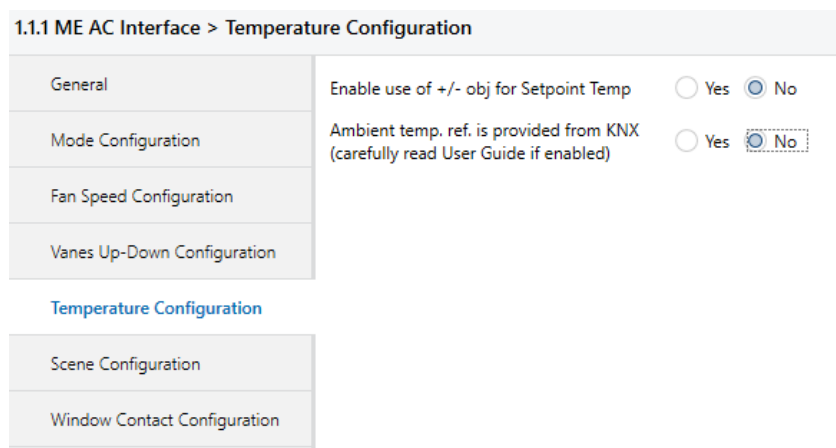 1.1.1 ME AC Interface > Temperature Configuration
General
Mode Configuration
Fan Speed Configuration
Vanes Up-Down Configuration
Temperature Configuration
Scene Configuration
Window Contact Configuration
Enable use of +/- obj for Setpoint Temp Yes No
Ambient temp. ref. is provided from KNX
(carefully read User Guide if enabled) Yes No